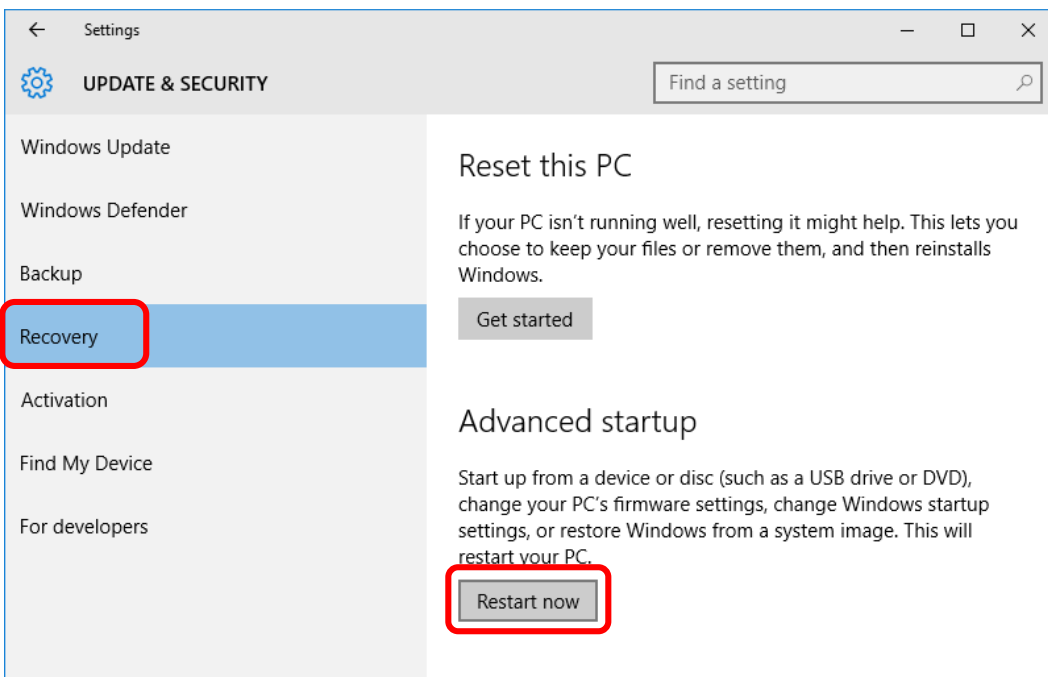 Settings
UPDATE & SECURITY
Find a setting
Windows Update
Windows Defender
Backup
Recovery
Activation
Find My Device
For developers
Reset this PC
If your PC isn’t running well, resetting it might help. This lets you
choose to keep your files or remove them, and then reinstalls
Windows.
Get started
Advanced startup
Start up from a device or disc (such as a USB drive or DVD),
change your PC’s firmware settings, change Windows startup
settings, or restore Windows from a system image. This will
restart your PC.
Restart now